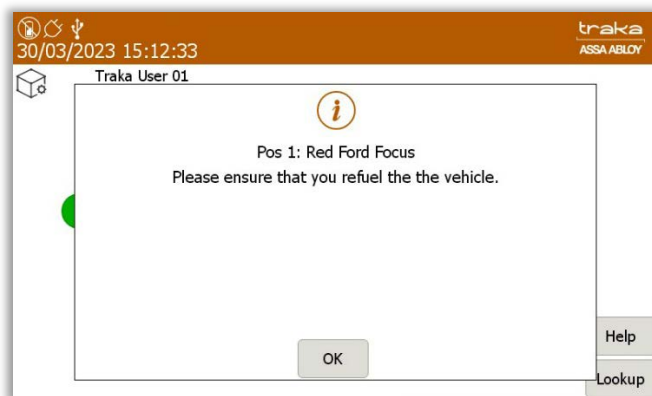 30/03/2023 15:12:33
traka
ASSA ABLOY
Traka User 01
i
Pos 1: Red Ford Focus
Please ensure that you refuel the the vehicle.
OK
Help
Lookup